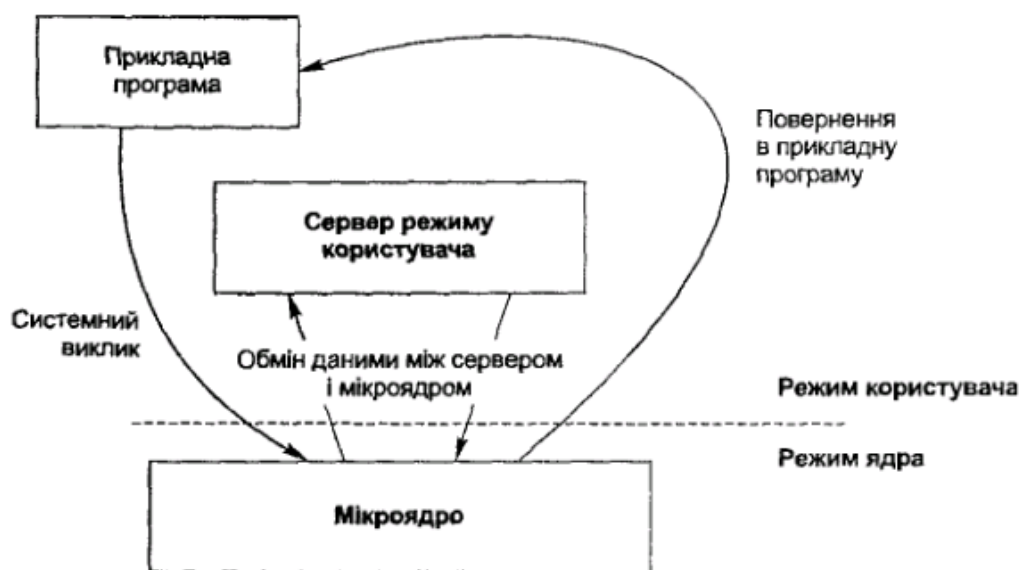 Прикладна
програма
Повернення
в прикладну
програму
Сервер режиму
користувача
Системний
виклик
Обмін даними між сервером
і мікроядром
Режим користувача
Режим ядра
Мікроядро